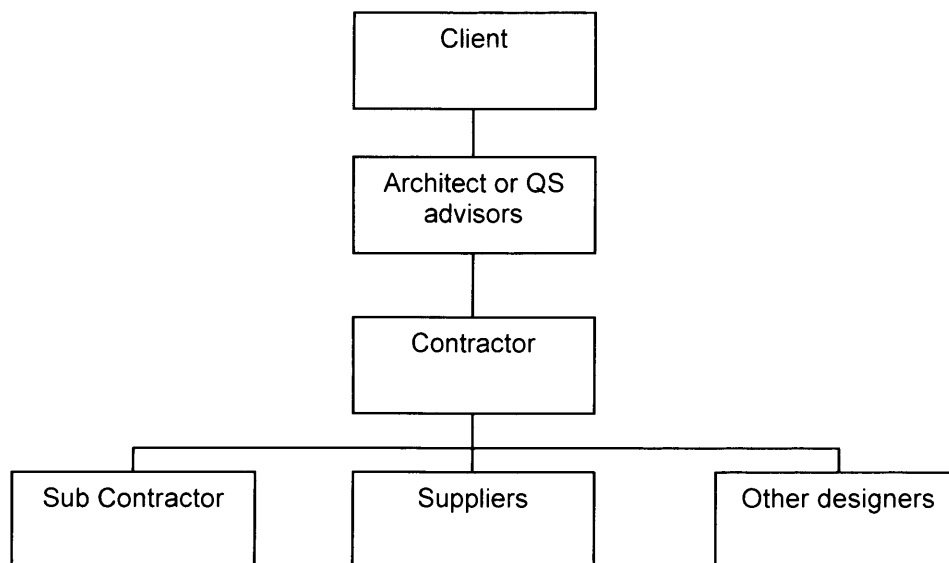 Client
Architect or QS
advisors
Contractor
Sub Contractor
Suppliers
Other designers